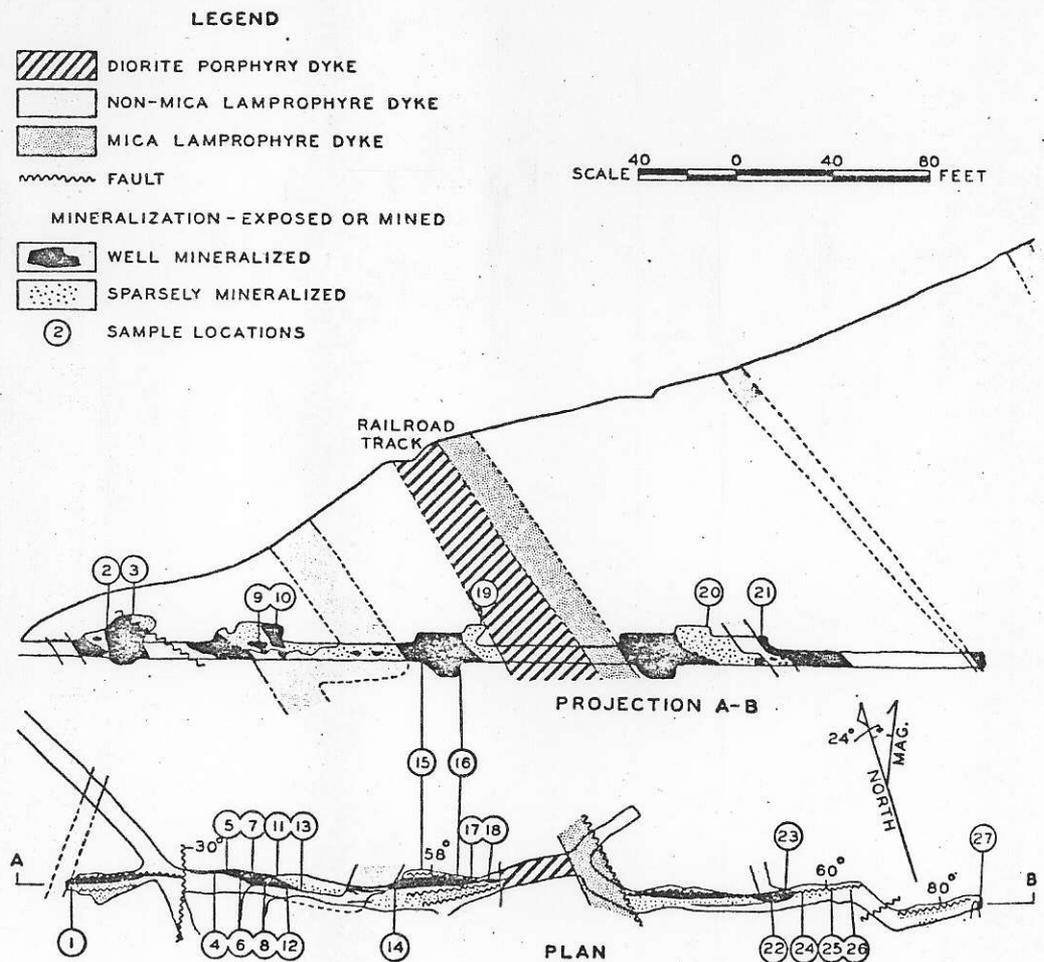 LEGEND
DIORITE PORPHYRY DYKE
NON-MICA LAMPROPHYRE DYKE
MICA LAMPROPHYRE DYKE
FAULT
MINERALIZATION - EXPOSED OR MINED
WELL MINERALIZED
SPARSELY MINERALIZED
2 SAMPLE LOCATIONS
40 0 40 80
SCALE FEET
RAILROAD
TRACK
2 3
9 10
19
20
21
PROJECTION A-B
15 16
24°
MAG.
NORTH
5 7 11 13
30°
58°
17 18
23
60°
80°
27
A
B
1
4 6 8 12
14
22 24 25 26
PLAN